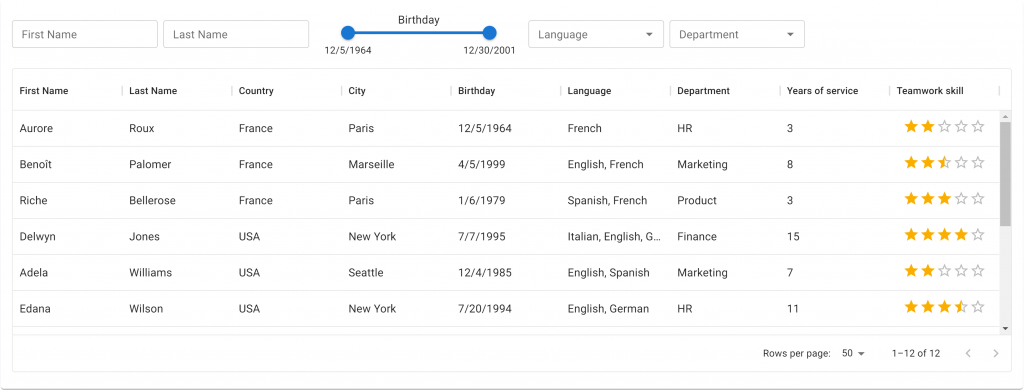 Birthday
First Name Last Name Language Department
12/5/1964 12/30/2001
First Name Last Name Country City Birthday Language Department Years of service Teamwork skill
Aurore Roux France Paris 12/5/1964 French HR 3
Benoît Palomer France Marseille 4/5/1999 English, French Marketing 8
Riche Bellerose France Paris 1/6/1979 Spanish, French Product 3
Delwyn Jones USA New York 7/7/1995 Italian, English, G... Finance 15
Adela Williams USA Seattle 12/4/1985 English, Spanish Marketing 7
Edana Wilson USA New York 7/20/1994 English, German HR 11
Rows per page: 50 1–12 of 12